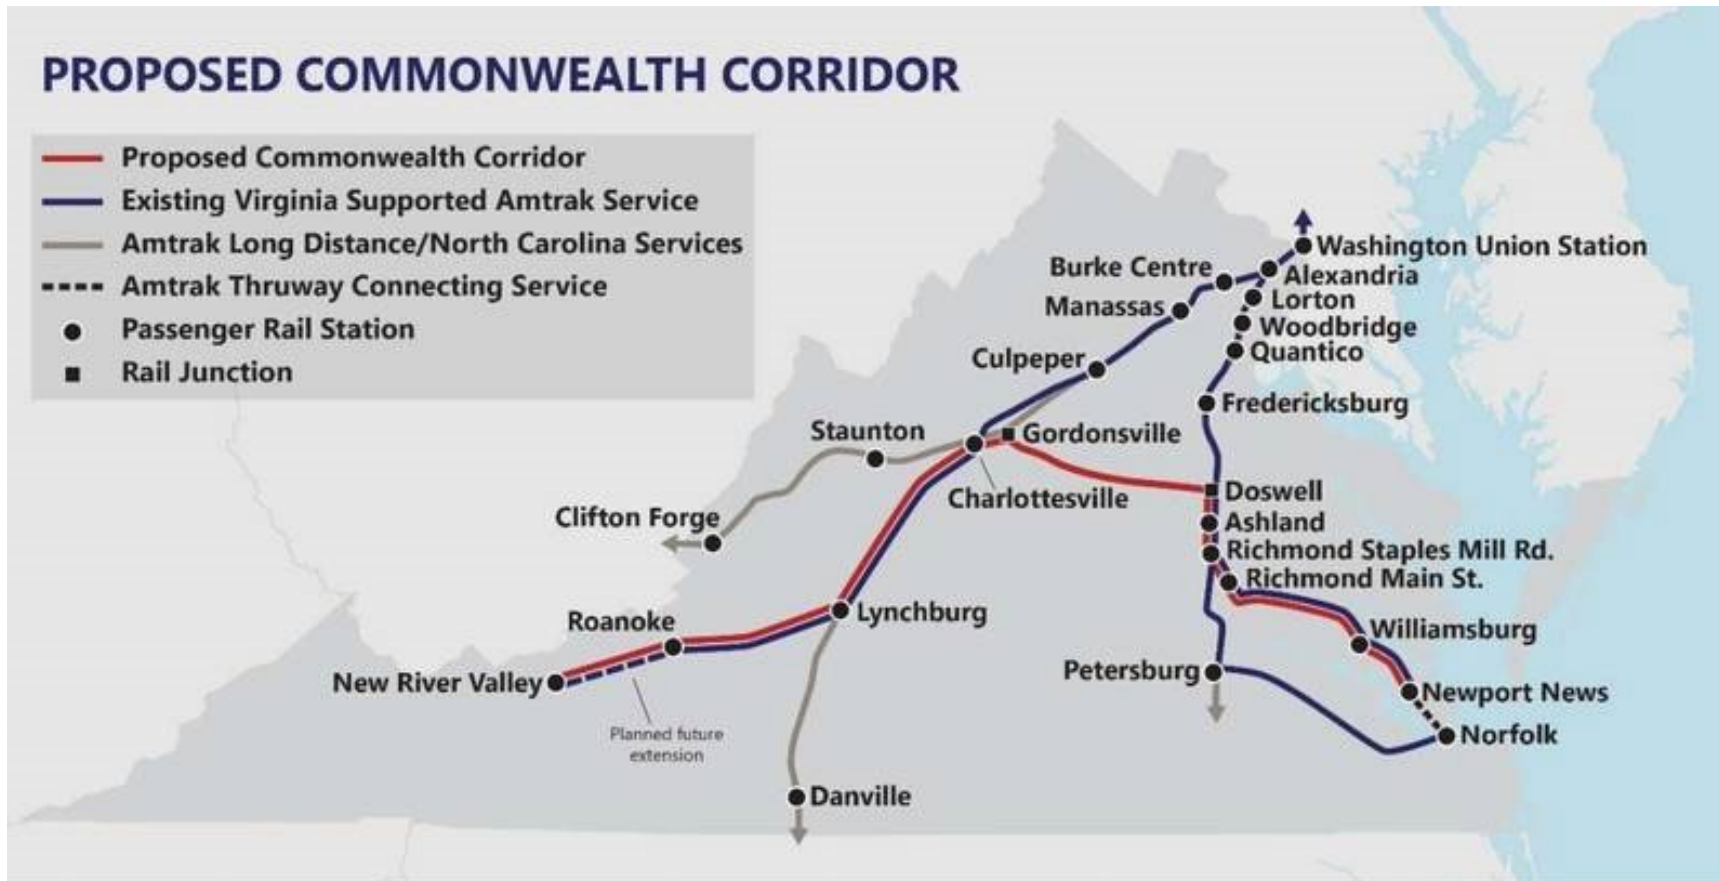 PROPOSED COMMONWEALTH CORRIDOR
Proposed Commonwealth Corridor
Existing Virginia Supported Amtrak Service
Amtrak Long Distance/North Carolina Services
Amtrak Thruway Connecting Service
Passenger Rail Station
Rail Junction
Washington Union Station
Burke Centre
Alexandria
Lorton
Manassas
Woodbridge
Quantico
Culpeper
Fredericksburg
Staunton
Gordonsville
Charlottesville
Doswell
Clifton Forge
Ashland
Richmond Staples Mill Rd.
Richmond Main St.
Roanoke
Lynchburg
Williamsburg
New River Valley
Petersburg
Newport News
Planned future
extension
Norfolk
Danville